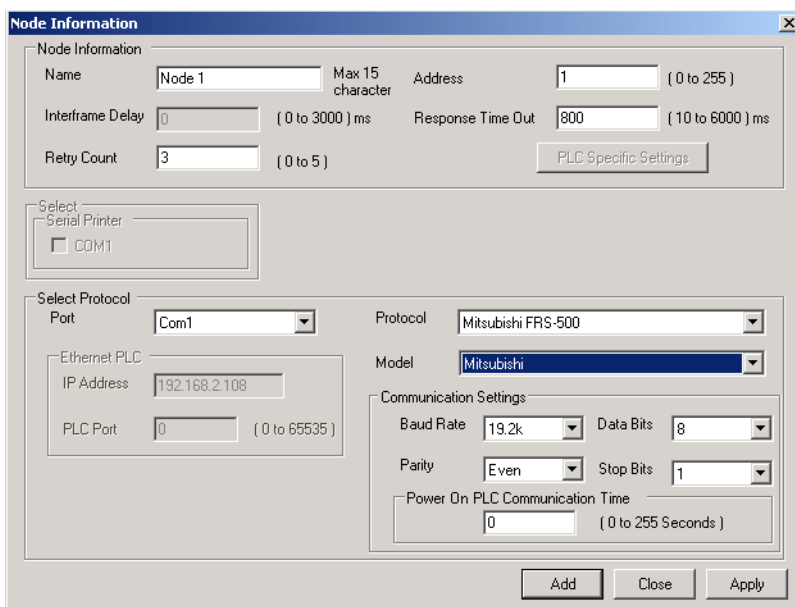 Node Information
Node Information
Name Node 1 Max 15 character Address 1 ( 0 to 255 )
Interframe Delay 0 ( 0 to 3000 ) ms Response Time Out 800 ( 10 to 6000 ) ms
Retry Count 3 ( 0 to 5 ) PLC Specific Settings
Select
Serial Printer
COM1
Select Protocol
Port Com1 Protocol Mitsubishi FRS-500
Ethernet PLC Model Mitsubishi
IP Address 192.168.2.108
Communication Settings
PLC Port 0 ( 0 to 65535 ) Baud Rate 19.2k Data Bits 8
Parity Even Stop Bits 1
Power On PLC Communication Time
0 ( 0 to 255 Seconds )
Add Close Apply